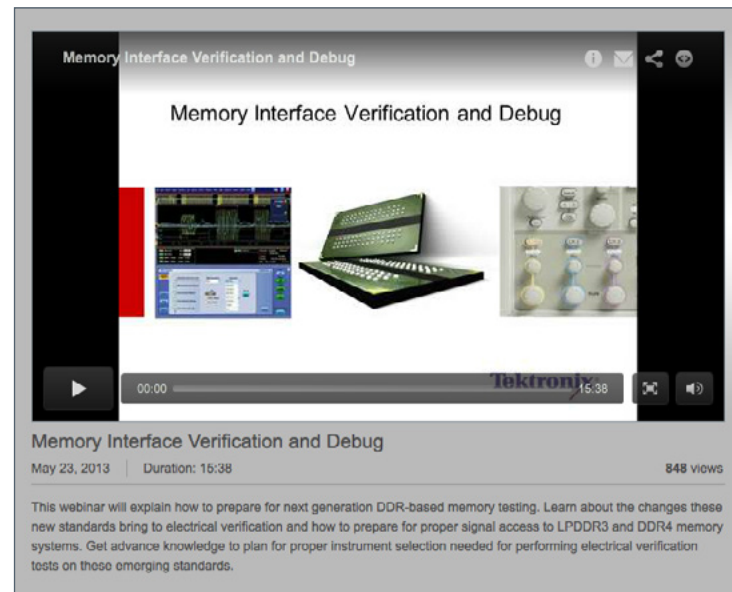 Memory Interface Verification and Debug
Memory Interface Verification and Debug
00:00
Tektronix
15:38
Memory Interface Verification and Debug
May 23, 2013 Duration: 15:38 848 views
This webinar will explain how to prepare for next generation DDR-based memory testing. Learn about the changes these
new standards bring to electrical verification and how to prepare for proper signal access to LPDDR3 and DDR4 memory
systems. Get advance knowledge to plan for proper instrument selection needed for performing electrical verification
tests on these emerging standards.